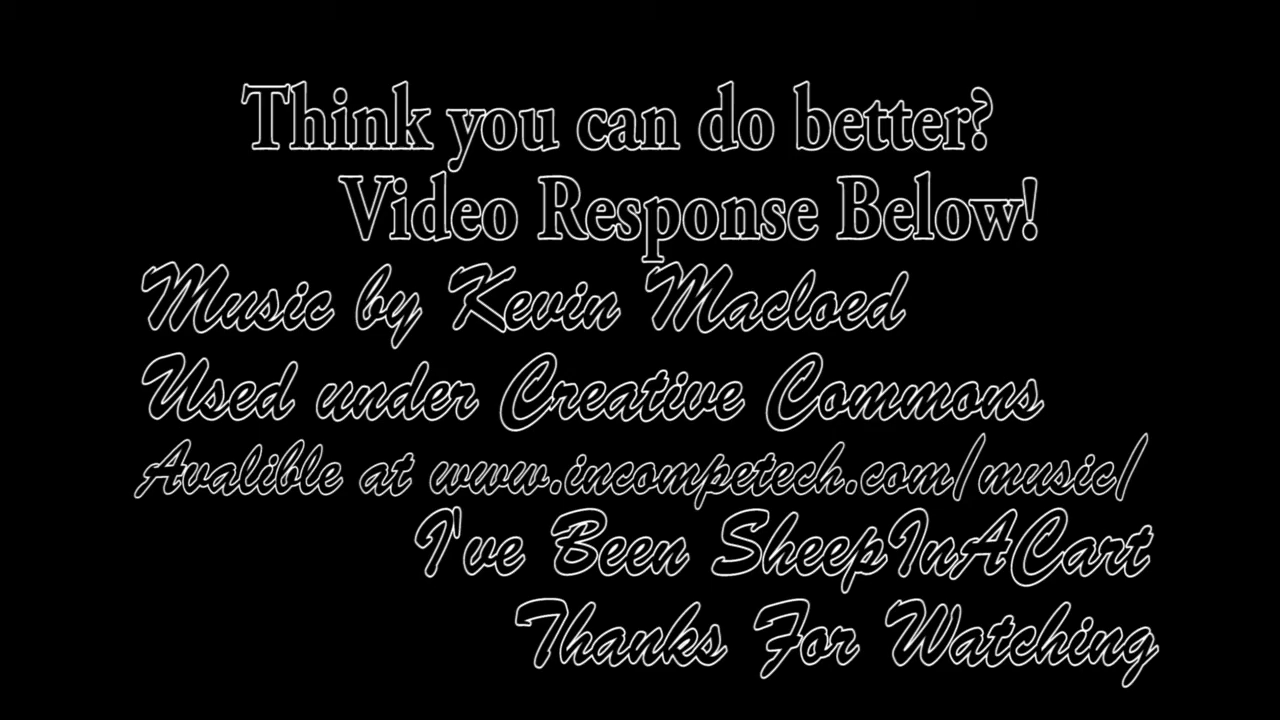 Think you can do better?
Video Response Below!
Music by Kevin Macloed
Used under Creative Commons
Avalible at www.incompetech.com/music/
I've Been SheepInACart
Thanks For Watching